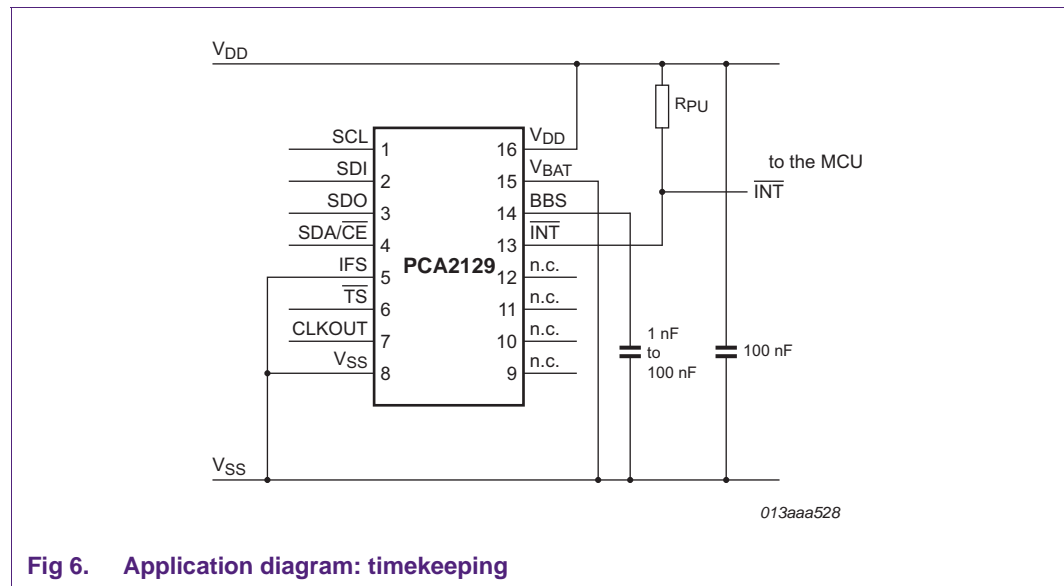 VDD
RPU
SCL
1
16
VDD
to the MCU
SDI
2
15
VBAT
SDO
3
14
BBS
INT
SDA/CE
4
13
INT
IFS
5
PCA2129
12
n.c.
TS
6
11
n.c.
CLKOUT
7
10
n.c.
1 nF
to
100 nF
100 nF
VSS
8
9
n.c.
VSS
013aaa528
Fig 6. Application diagram: timekeeping